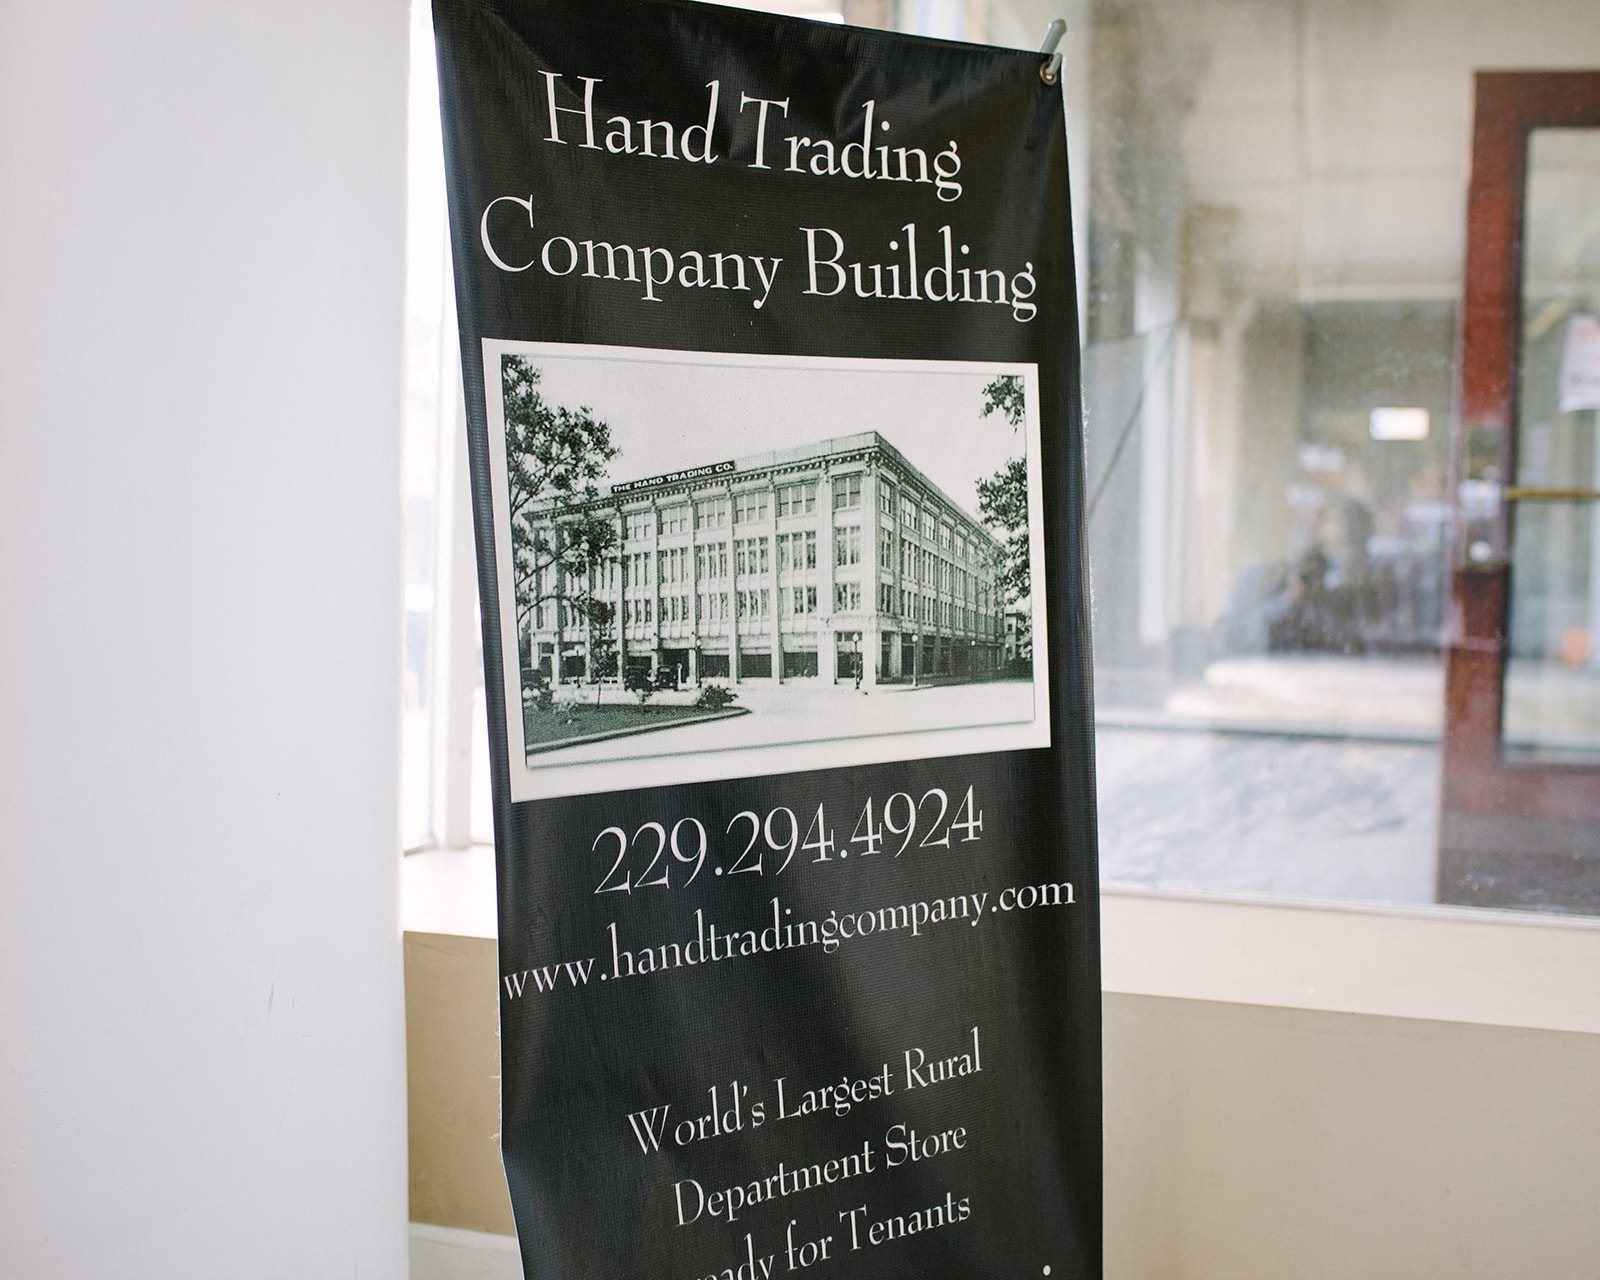 Hand Trading
Company Building
THE HAND TRADING CO.
229.294.4924
www.handtradingcompany.com
World's Largest Rural
Department Store
for Tenants